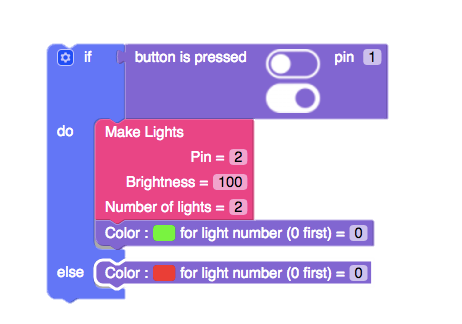 if button is pressed pin 1
do Make Lights
Pin = 2
Brightness = 100
Number of lights = 2
Color : for light number (0 first) = 0
else Color : for light number (0 first) = 0